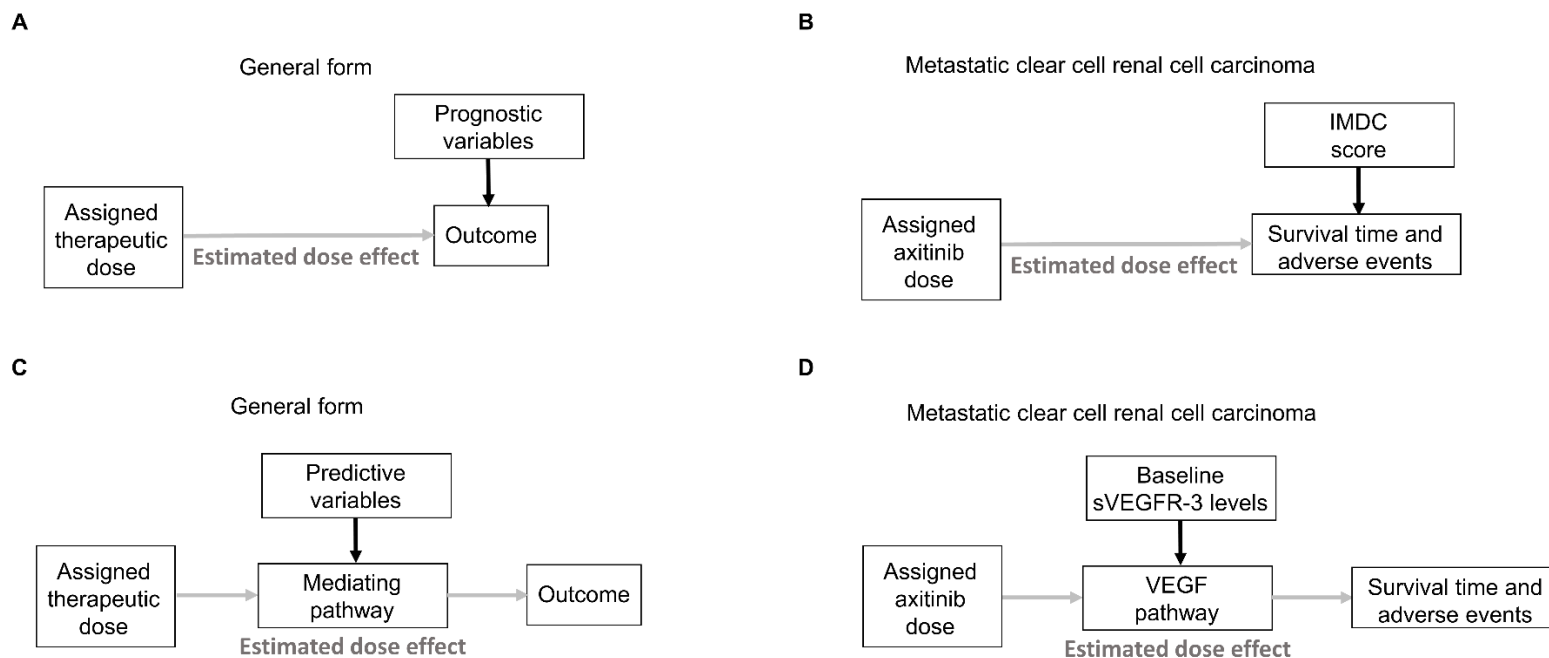 A
General form
Prognostic
variables
Assigned
therapeutic
dose
Estimated dose effect
Outcome
B
Metastatic clear cell renal cell carcinoma
IMDC
score
Assigned
axitinib
dose
Estimated dose effect
Survival time and
adverse events
C
General form
Predictive
variables
Assigned
therapeutic
dose
Mediating
pathway
Outcome
Estimated dose effect
D
Metastatic clear cell renal cell carcinoma
Baseline
sVEGFR-3 levels
Assigned
axitinib
dose
VEGF
pathway
Survival time and
adverse events
Estimated dose effect